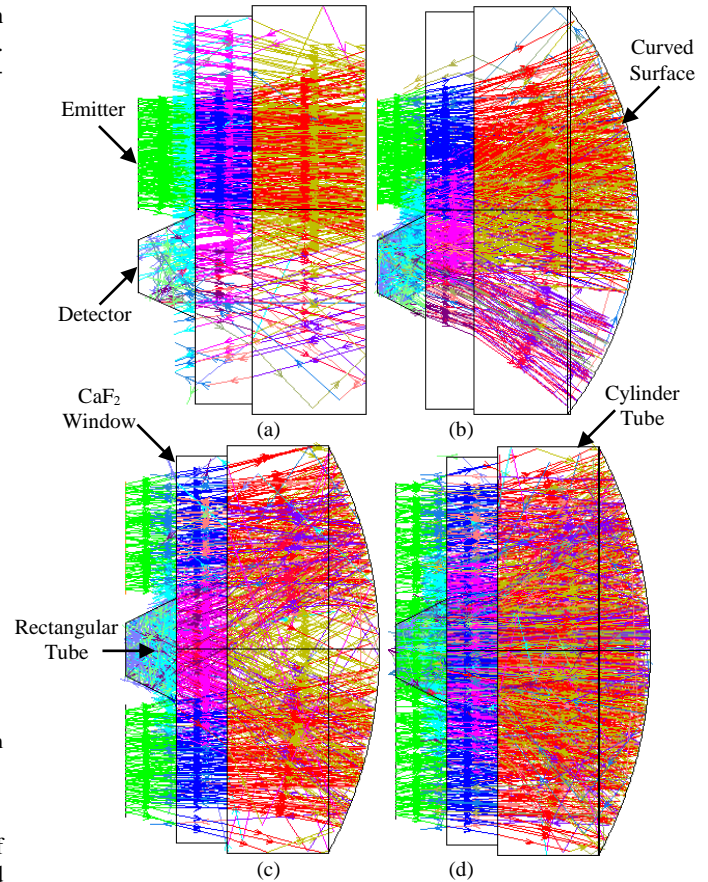 n
.
-
Emitter
Curved
Surface
Detector
CaF₂
Window
(a)
(b)
Cylinder
Tube
Rectangular
Tube
n
f
d
(c)
(d)